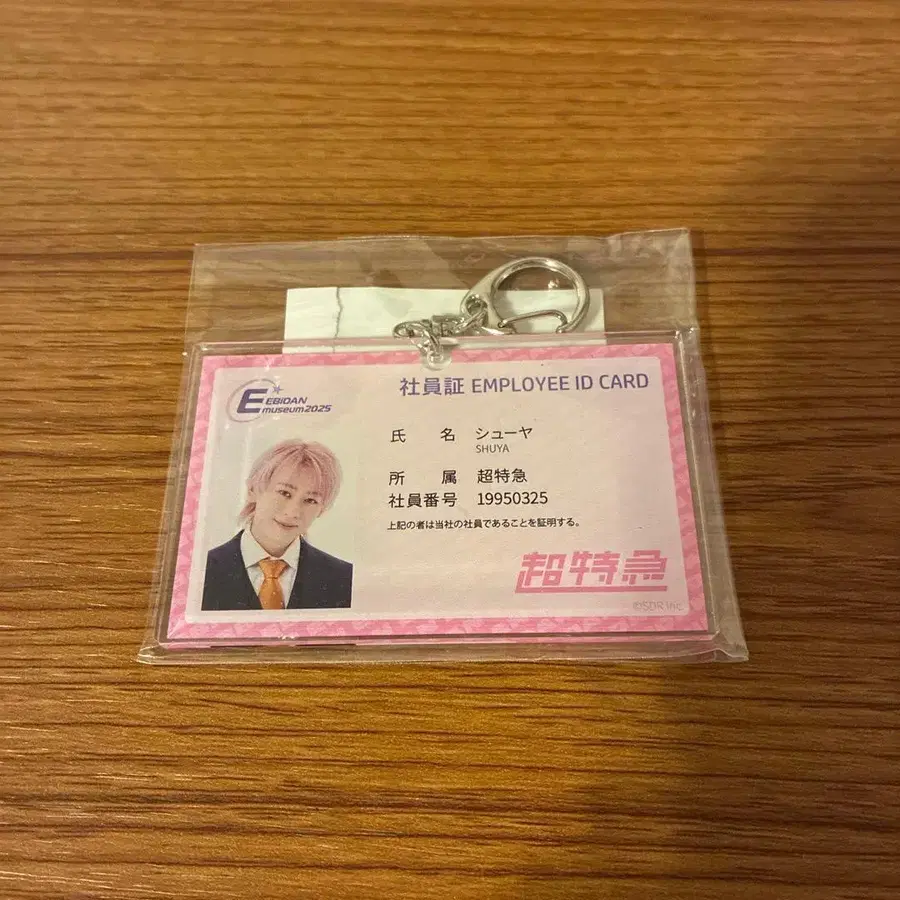 EBiDAN
museum2025
社員証 EMPLOYEE ID CARD
氏 名 シューヤ
SHUYA
所 属 超特急
社員番号 19950325
上記の者は当社の社員であることを証明する。
超特急
©SDR Inc.